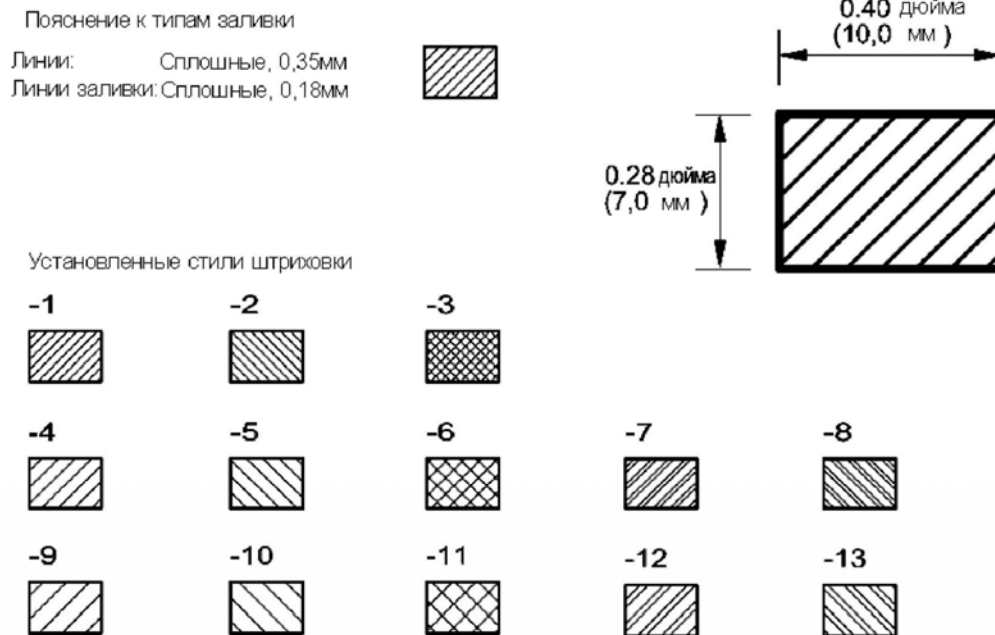 Пояснение к типам заливки
Линии: Сплошные, 0,35мм
Линии заливки: Сплошные, 0,18мм
0.40 дюйма
(10,0 мм )
0.28 дюйма
(7,0 мм )
Установленные стили штриховки
-1 -2 -3
-4 -5 -6 -7 -8
-9 -10 -11 -12 -13